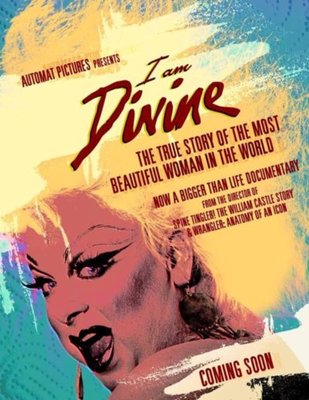 AUTOMAT PICTURES PRESENTS
I am
Divine
THE TRUE STORY OF THE MOST
BEAUTIFUL WOMAN IN THE WORLD
NOW A BIGGER THAN LIFE DOCUMENTARY
FROM THE DIRECTOR OF
SPINE TINGLER! THE WILLIAM CASTLE STORY
& WRANGLER: ANATOMY OF AN ICON
COMING SOON